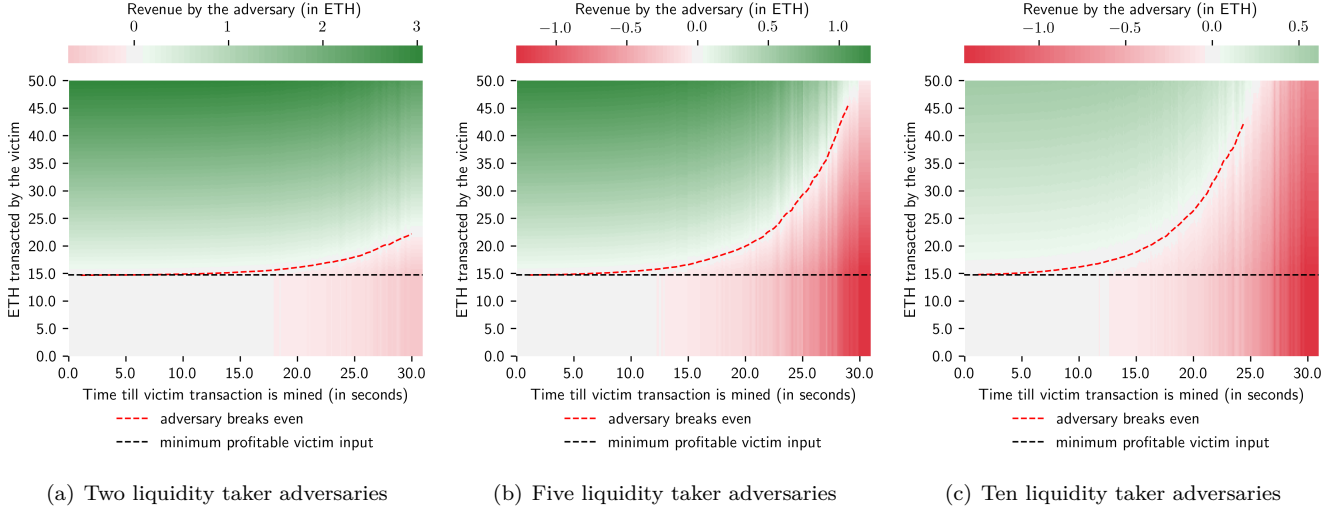 Revenue by the adversary (in ETH)
0 1 2 3
ETH transacted by the victim
50.0
45.0
40.0
35.0
30.0
25.0
20.0
15.0
10.0
5.0
0.0
0.0 5.0 10.0 15.0 20.0 25.0 30.0
Time till victim transaction is mined (in seconds)
adversary breaks even
minimum profitable victim input
(a) Two liquidity taker adversaries
Revenue by the adversary (in ETH)
−1.0 −0.5 0.0 0.5 1.0
ETH transacted by the victim
50.0
45.0
40.0
35.0
30.0
25.0
20.0
15.0
10.0
5.0
0.0
0.0 5.0 10.0 15.0 20.0 25.0 30.0
Time till victim transaction is mined (in seconds)
adversary breaks even
minimum profitable victim input
(b) Five liquidity taker adversaries
Revenue by the adversary (in ETH)
−1.0 −0.5 0.0 0.5
ETH transacted by the victim
50.0
45.0
40.0
35.0
30.0
25.0
20.0
15.0
10.0
5.0
0.0
0.0 5.0 10.0 15.0 20.0 25.0 30.0
Time till victim transaction is mined (in seconds)
adversary breaks even
minimum profitable victim input
(c) Ten liquidity taker adversaries